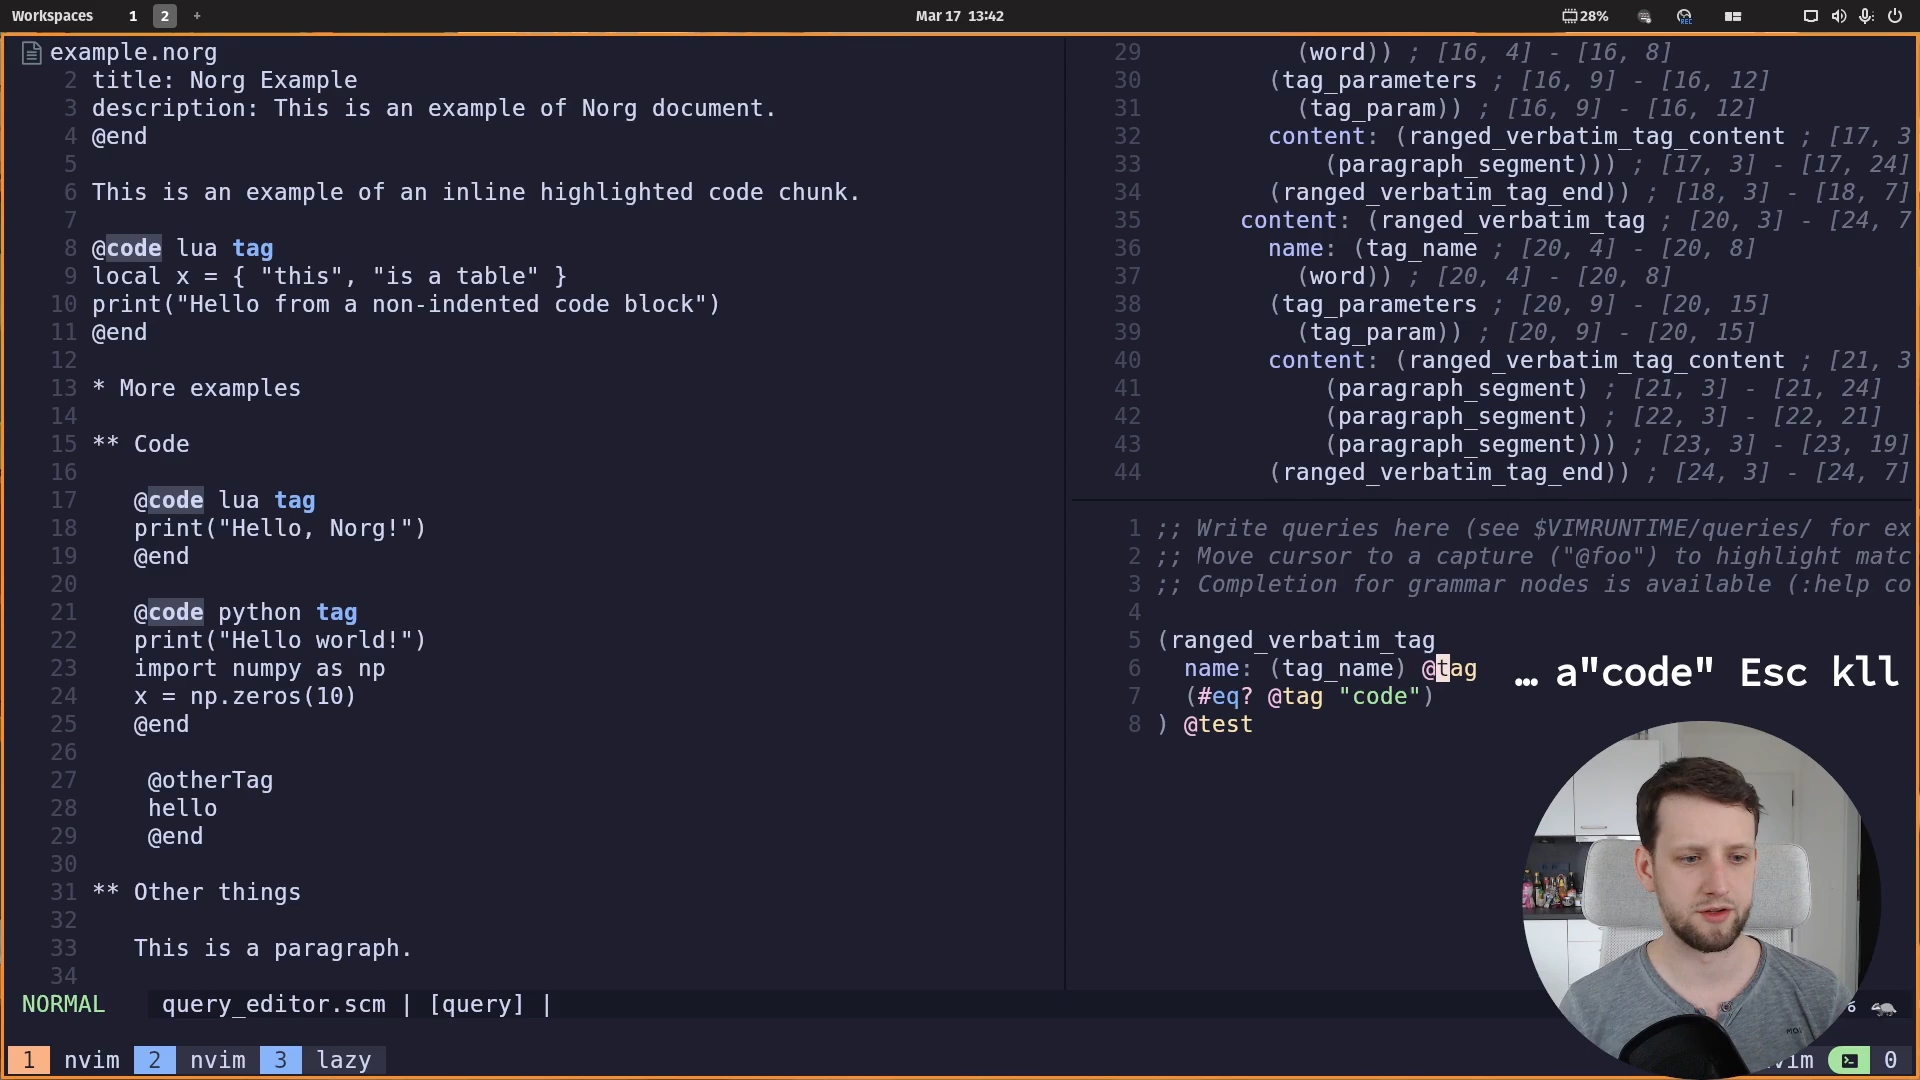 Workspaces 1 2 + Mar 17 13:42 28% REC
example.norg
2 title: Norg Example
3 description: This is an example of Norg document.
4 @end
5
6 This is an example of an inline highlighted code chunk.
7
8 @code lua tag
9 local x = { "this", "is a table" }
10 print("Hello from a non-indented code block")
11 @end
12
13 * More examples
14
15 ** Code
16
17 @code lua tag
18 print("Hello, Norg!")
19 @end
20
21 @code python tag
22 print("Hello world!")
23 import numpy as np
24 x = np.zeros(10)
25 @end
26
27 @otherTag
28 hello
29 @end
30
31 ** Other things
32
33 This is a paragraph.
34
29 (word)) ; [16, 4] - [16, 8]
30 (tag_parameters ; [16, 9] - [16, 12]
31 (tag_param)) ; [16, 9] - [16, 12]
32 content: (ranged_verbatim_tag_content ; [17, 3
33 (paragraph_segment))) ; [17, 3] - [17, 24]
34 (ranged_verbatim_tag_end)) ; [18, 3] - [18, 7]
35 content: (ranged_verbatim_tag ; [20, 3] - [24, 7
36 name: (tag_name ; [20, 4] - [20, 8]
37 (word)) ; [20, 4] - [20, 8]
38 (tag_parameters ; [20, 9] - [20, 15]
39 (tag_param)) ; [20, 9] - [20, 15]
40 content: (ranged_verbatim_tag_content ; [21, 3
41 (paragraph_segment) ; [21, 3] - [21, 24]
42 (paragraph_segment) ; [22, 3] - [22, 21]
43 (paragraph_segment))) ; [23, 3] - [23, 19]
44 (ranged_verbatim_tag_end)) ; [24, 3] - [24, 7]
1 ;; Write queries here (see $VIMRUNTIME/queries/ for ex
2 ;; Move cursor to a capture ("@foo") to highlight matc
3 ;; Completion for grammar nodes is available (:help co
4
5 (ranged_verbatim_tag
6 name: (tag_name) @tag
7 (#eq? @tag "code")
8 ) @test
… a"code" Esc kll
NORMAL query_editor.scm | [query] | 6
1 nvim 2 nvim 3 lazy vim 0